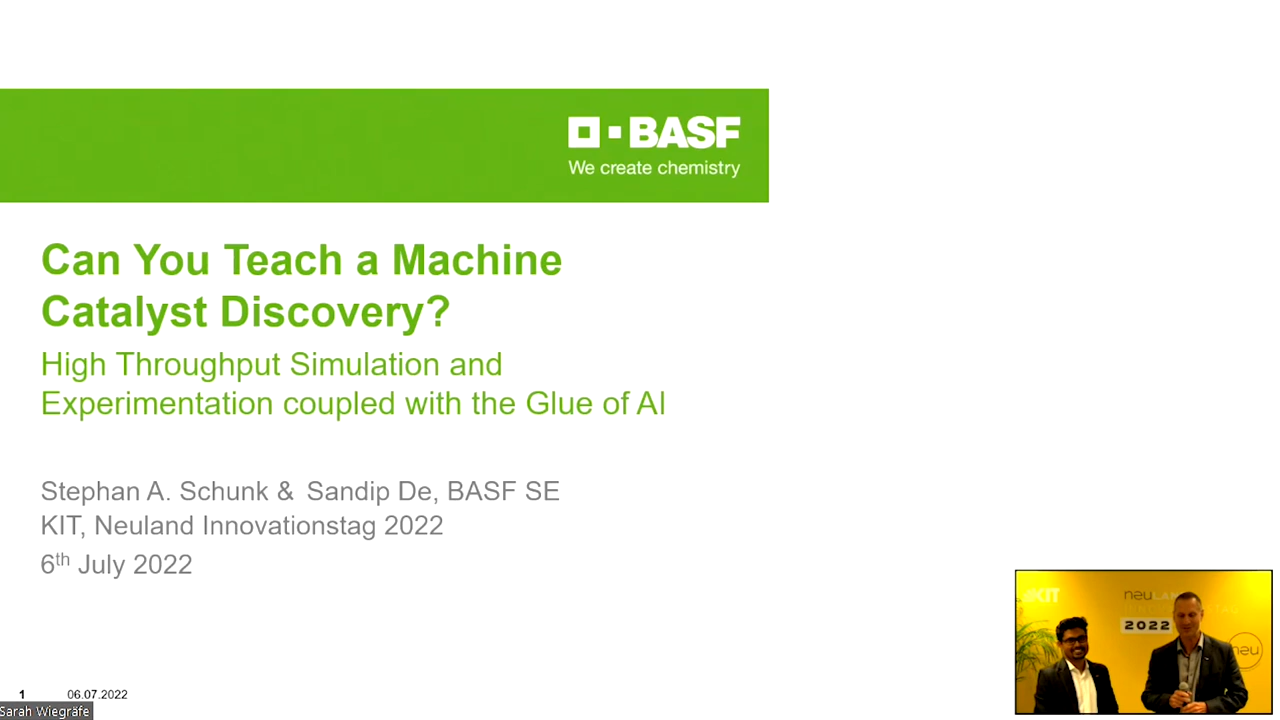 BASF
We create chemistry
Can You Teach a Machine
Catalyst Discovery?
High Throughput Simulation and
Experimentation coupled with the Glue of AI
Stephan A. Schunk & Sandip De, BASF SE
KIT, Neuland Innovationstag 2022
6th July 2022
1 06.07.2022
Sarah Wiegräfe
KIT
neuLAN
2022
neu